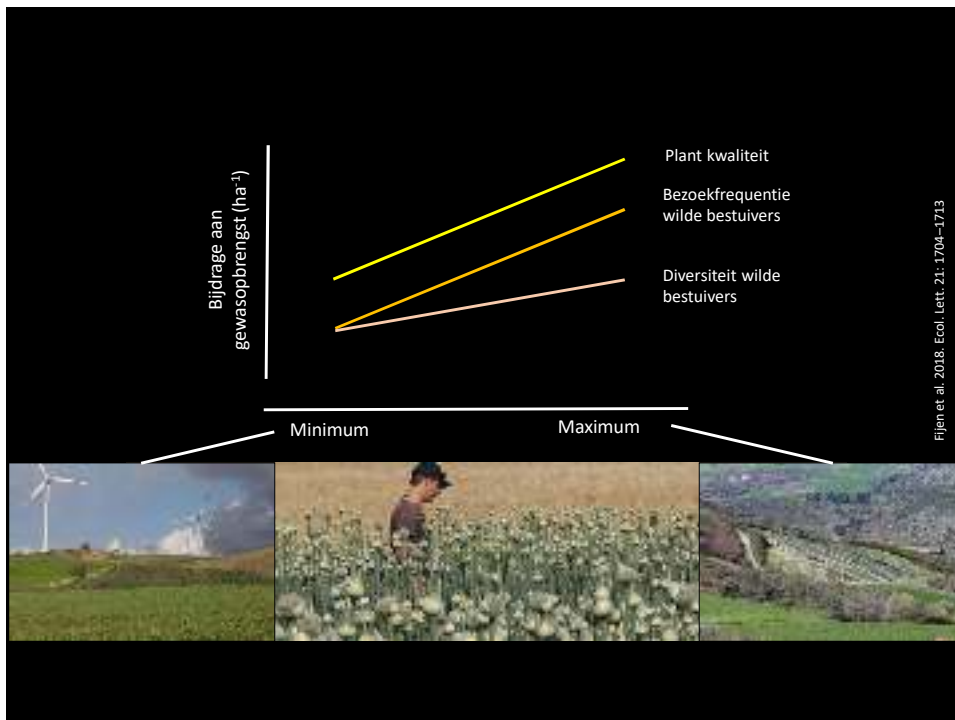 Plant kwaliteit
Bezoekfrequentie
wilde bestuivers
Diversiteit wilde
bestuivers
Bijdrage aan
gewasopbrengst (ha⁻¹)
Minimum
Maximum
Fijen et al. 2018. Ecol. Lett. 21: 1704–1713